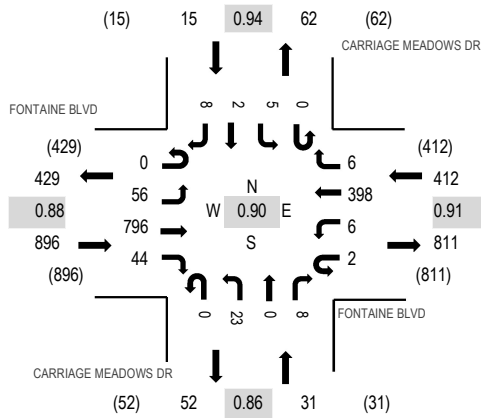 (15) 15 0.94 62 (62)
CARRIAGE MEADOWS DR
FONTAINE BLVD
8 2 5 0
(429) (412)
0 6
429 412
56 N 398
0.88 W 0.90 E 0.91
796 6
896 S 811
44 2
(896) (811)
0 23 0 8
FONTAINE BLVD
CARRIAGE MEADOWS DR
(52) 52 0.86 31 (31)